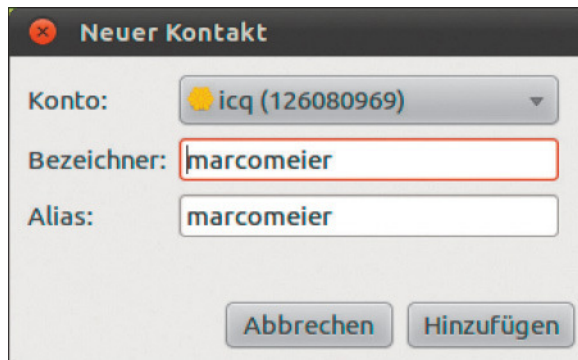 Neuer Kontakt
Konto: icq (126080969)
Bezeichner: marcomeier
Alias: marcomeier
Abbrechen Hinzufügen